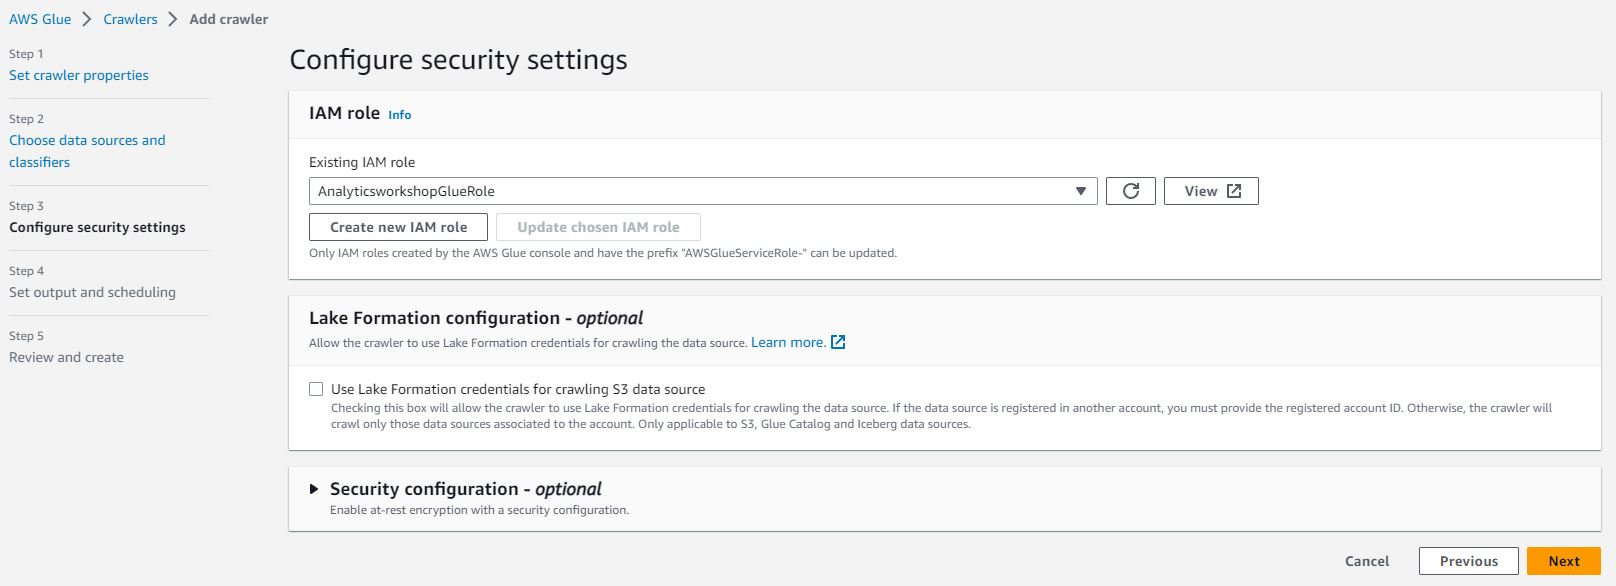 AWS Glue > Crawlers > Add crawler
Step 1
Set crawler properties
Step 2
Choose data sources and
classifiers
Step 3
Configure security settings
Step 4
Set output and scheduling
Step 5
Review and create
Configure security settings
IAM role Info
Existing IAM role
AnalyticsworkshopGlueRole
View
Create new IAM role Update chosen IAM role
Only IAM roles created by the AWS Glue console and have the prefix "AWSGlueServiceRole-" can be updated.
Lake Formation configuration - optional
Allow the crawler to use Lake Formation credentials for crawling the data source. Learn more.
Use Lake Formation credentials for crawling S3 data source
Checking this box will allow the crawler to use Lake Formation credentials for crawling the data source. If the data source is registered in another account, you must provide the registered account ID. Otherwise, the crawler will
crawl only those data sources associated to the account. Only applicable to S3, Glue Catalog and Iceberg data sources.
Security configuration - optional
Enable at-rest encryption with a security configuration.
Cancel Previous Next